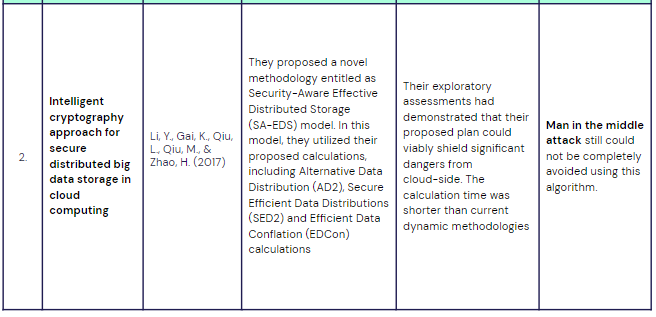 2.
Intelligent
cryptography
approach for
secure
distributed big
data storage in
cloud
computing
Li, Y., Gai, K., Qiu,
L., Qiu, M., &
Zhao, H. (2017)
They proposed a novel
methodology entitled as
Security-Aware Effective
Distributed Storage
(SA-EDS) model. In this
model, they utilized their
proposed calculations,
including Alternative Data
Distribution (AD2), Secure
Efficient Data Distributions
(SED2) and Efficient Data
Conflation (EDCon)
calculations
Their exploratory
assessments had
demonstrated that their
proposed plan could
viably shield significant
dangers from
cloud-side. The
calculation time was
shorter than current
dynamic methodologies
Man in the middle
attack still could
not be completely
avoided using this
algorithm.